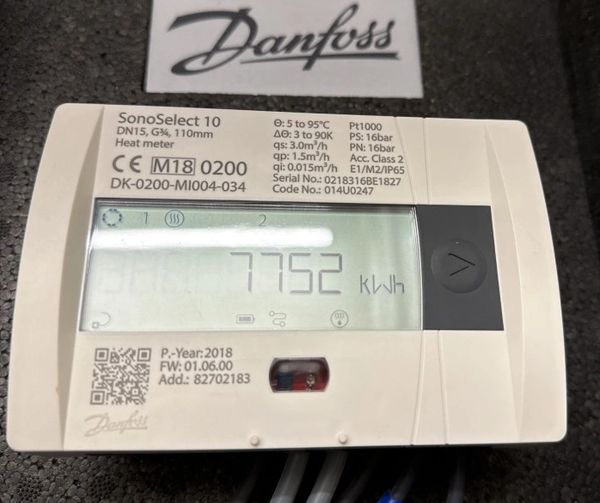 Danfoss
SonoSelect 10
DN15, G¾, 110mm
Heat meter
CE M18 0200
DK-0200-MI004-034
Θ: 5 to 95°C
ΔΘ: 3 to 90K
qs: 3.0m³/h
qp: 1.5m³/h
qi: 0.015m³/h
Serial No.: 0218316BE1827
Code No.: 014U0247
Pt1000
PS: 16bar
PN: 16bar
Acc. Class 2
E1/M2/IP65
1 2
7752 kWh
P.-Year: 2018
FW: 01.06.00
Add.: 82702183
Danfoss